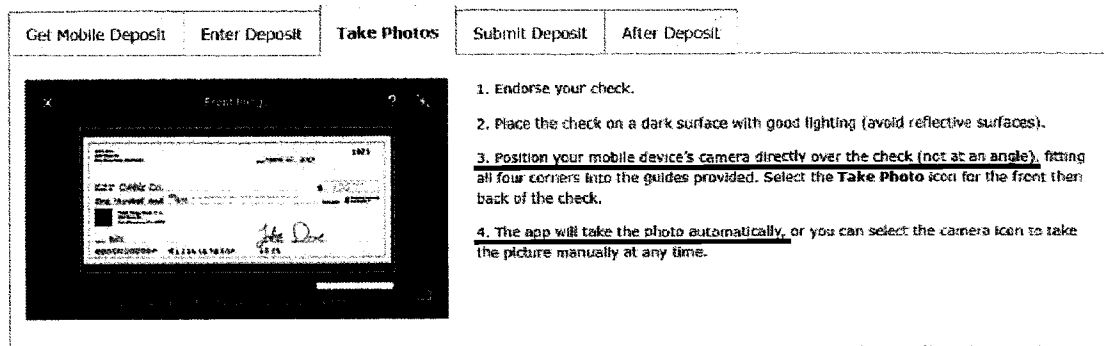 Get Mobile Deposit Enter Deposit Take Photos Submit Deposit After Deposit
1. Endorse your check.
2. Place the check on a dark surface with good lighting (avoid reflective surfaces).
3. Position your mobile device's camera directly over the check (not at an angle), fitting
all four corners into the guides provided. Select the Take Photo icon for the front then
back of the check.
4. The app will take the photo automatically, or you can select the camera icon to take
the picture manually at any time.
?
1025
John Doe